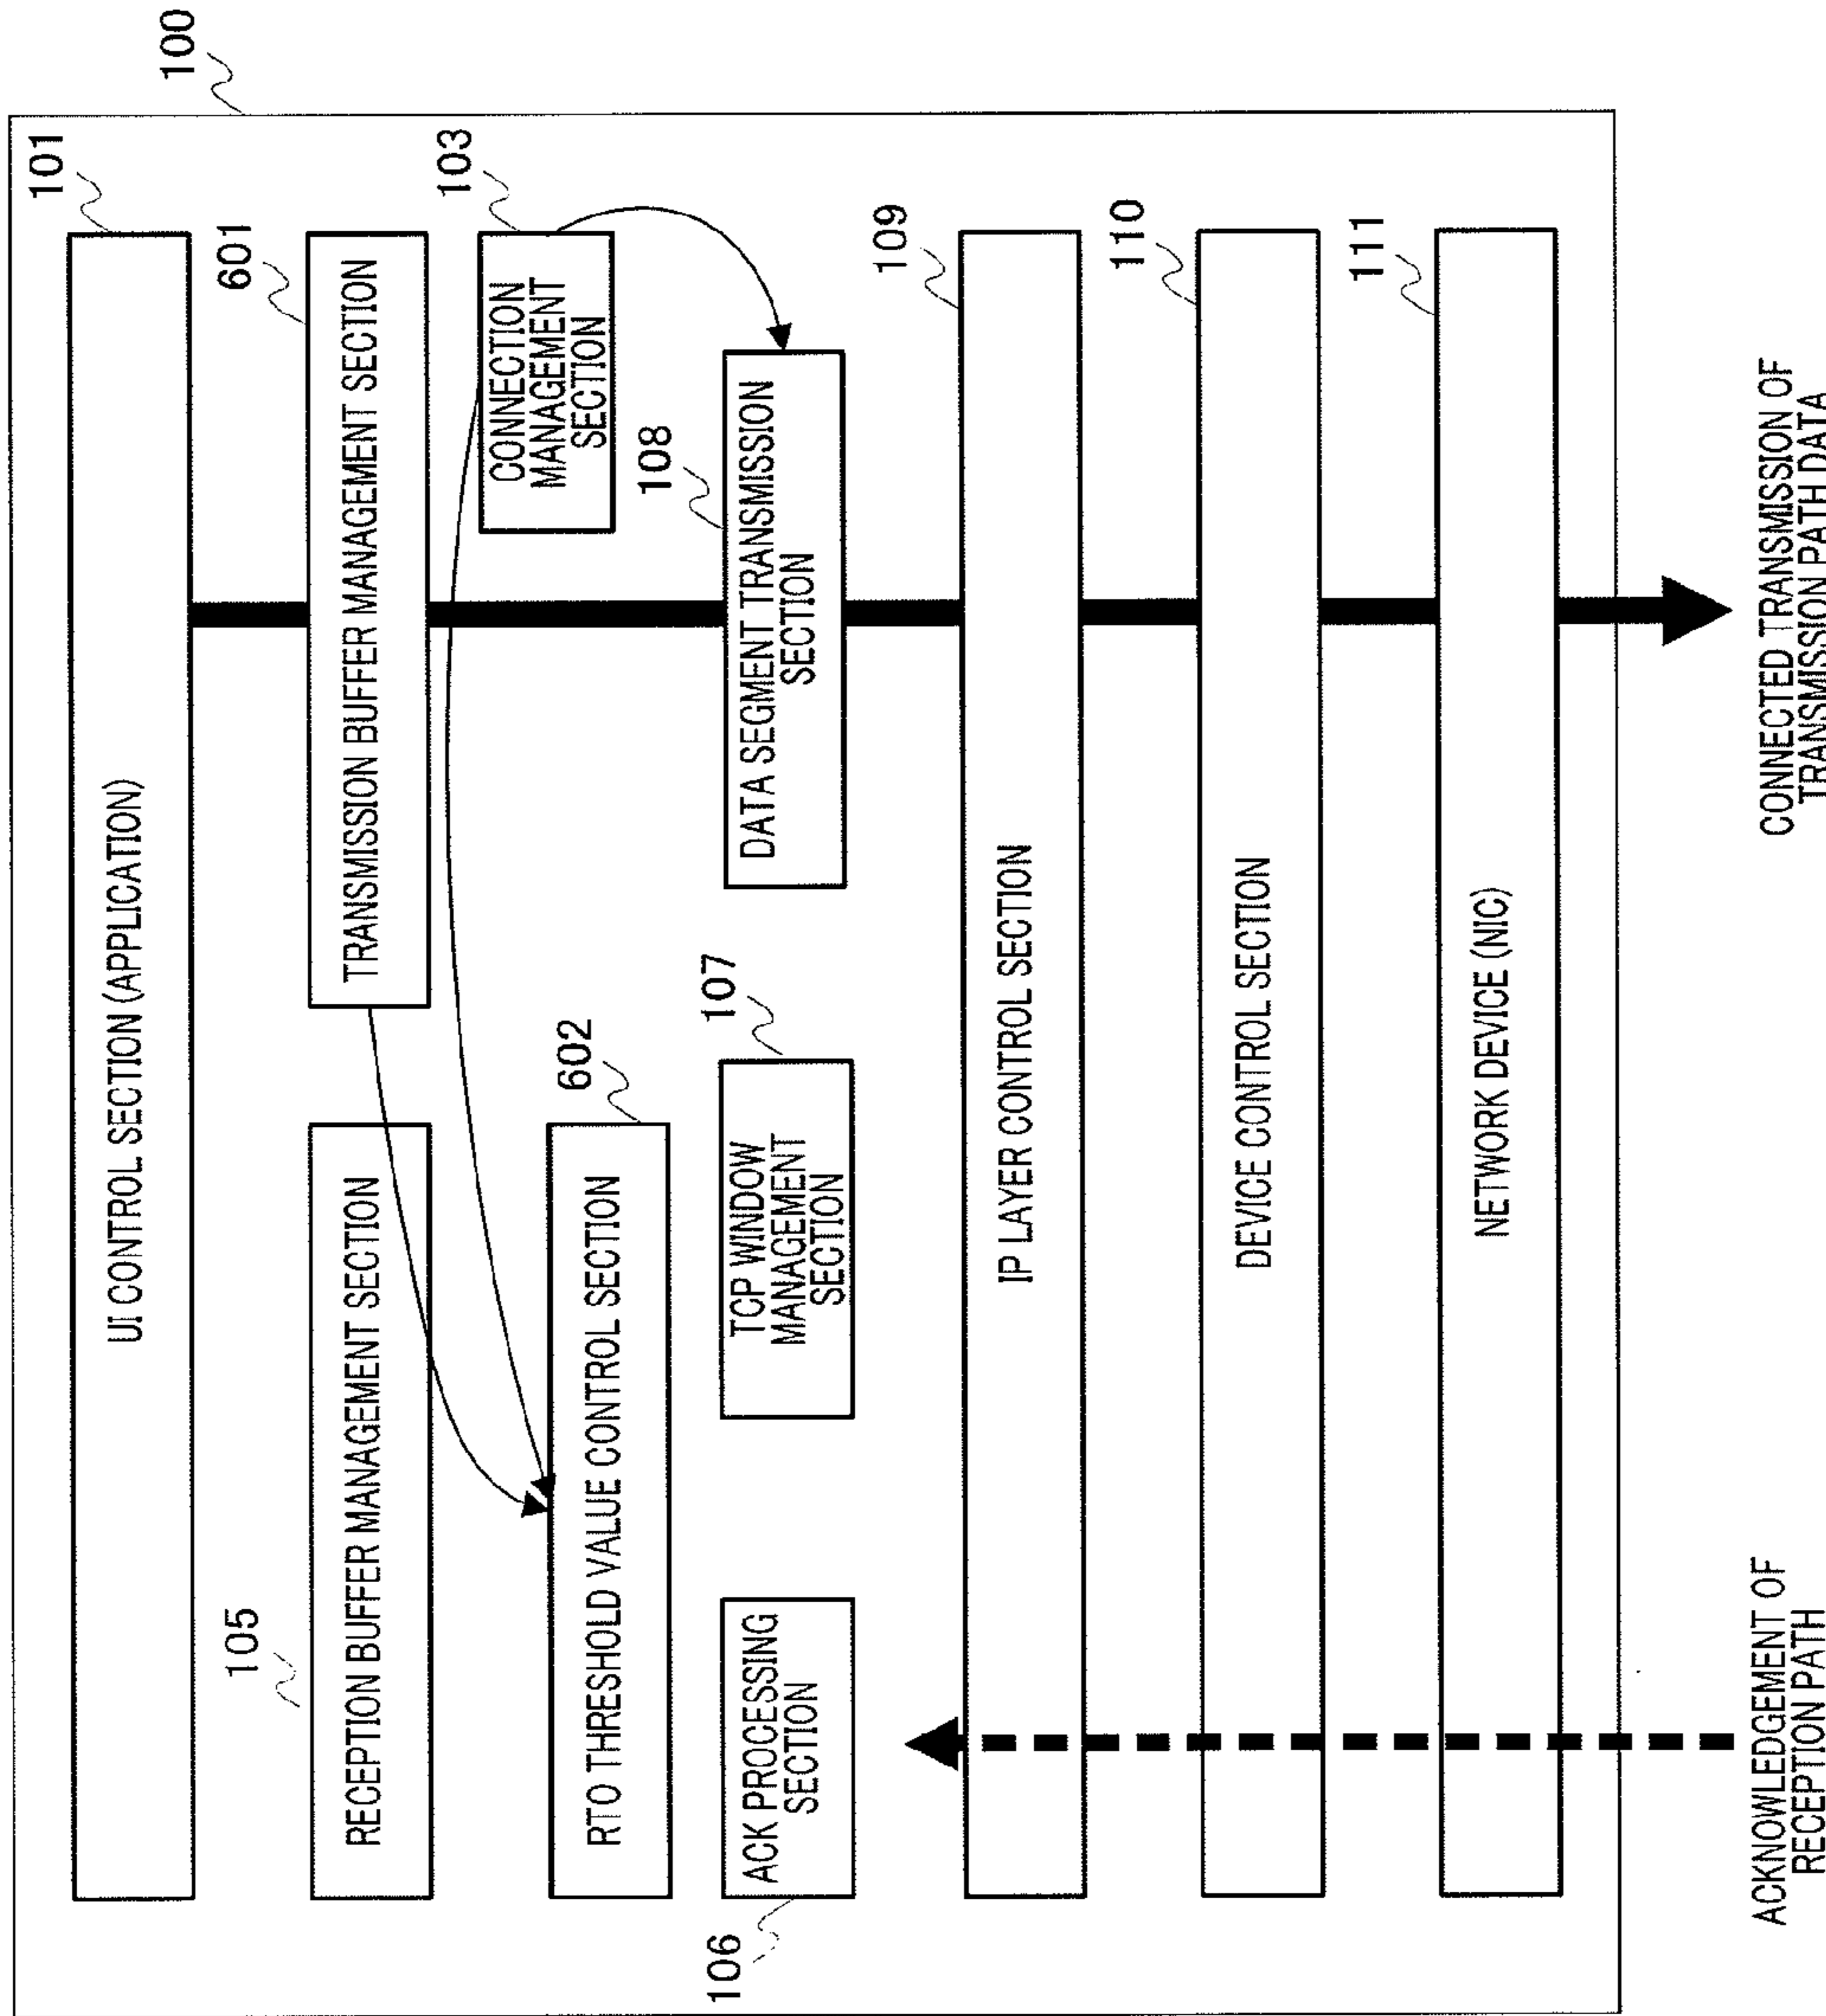 100
101
UI CONTROL SECTION (APPLICATION)
105
RECEPTION BUFFER MANAGEMENT SECTION
601
TRANSMISSION BUFFER MANAGEMENT SECTION
602
RTO THRESHOLD VALUE CONTROL SECTION
103
CONNECTION
MANAGEMENT
SECTION
106
ACK PROCESSING
SECTION
107
TCP WINDOW
MANAGEMENT
SECTION
108
DATA SEGMENT TRANSMISSION
SECTION
109
IP LAYER CONTROL SECTION
110
DEVICE CONTROL SECTION
111
NETWORK DEVICE (NIC)
ACKNOWLEDGEMENT OF
RECEPTION PATH
CONNECTED TRANSMISSION OF
TRANSMISSION PATH DATA